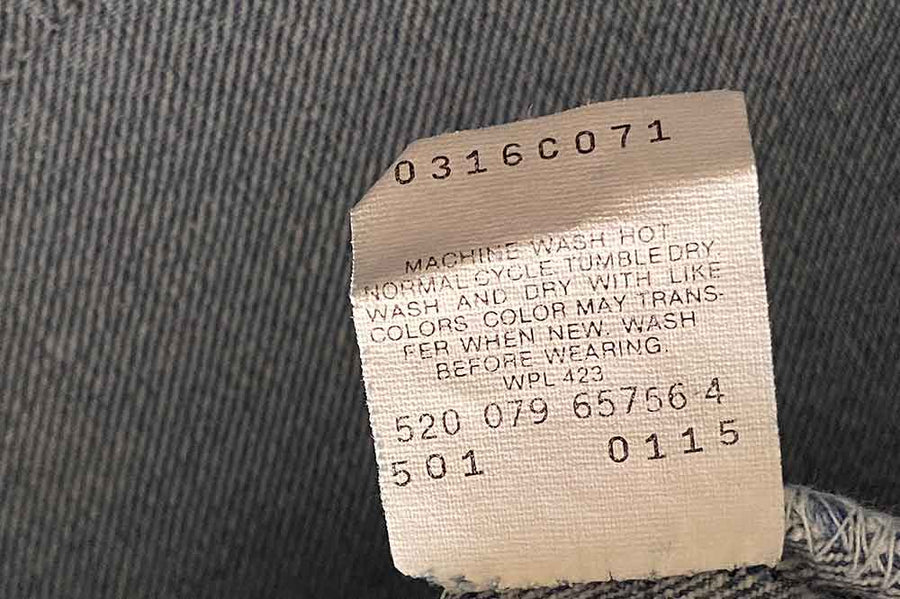 0316C071
MACHINE WASH HOT
NORMAL CYCLE TUMBLE DRY
WASH AND DRY WITH LIKE
COLORS COLOR MAY TRANS-
FER WHEN NEW. WASH
BEFORE WEARING.
WPL 423
520 079 657566 4
501 0115